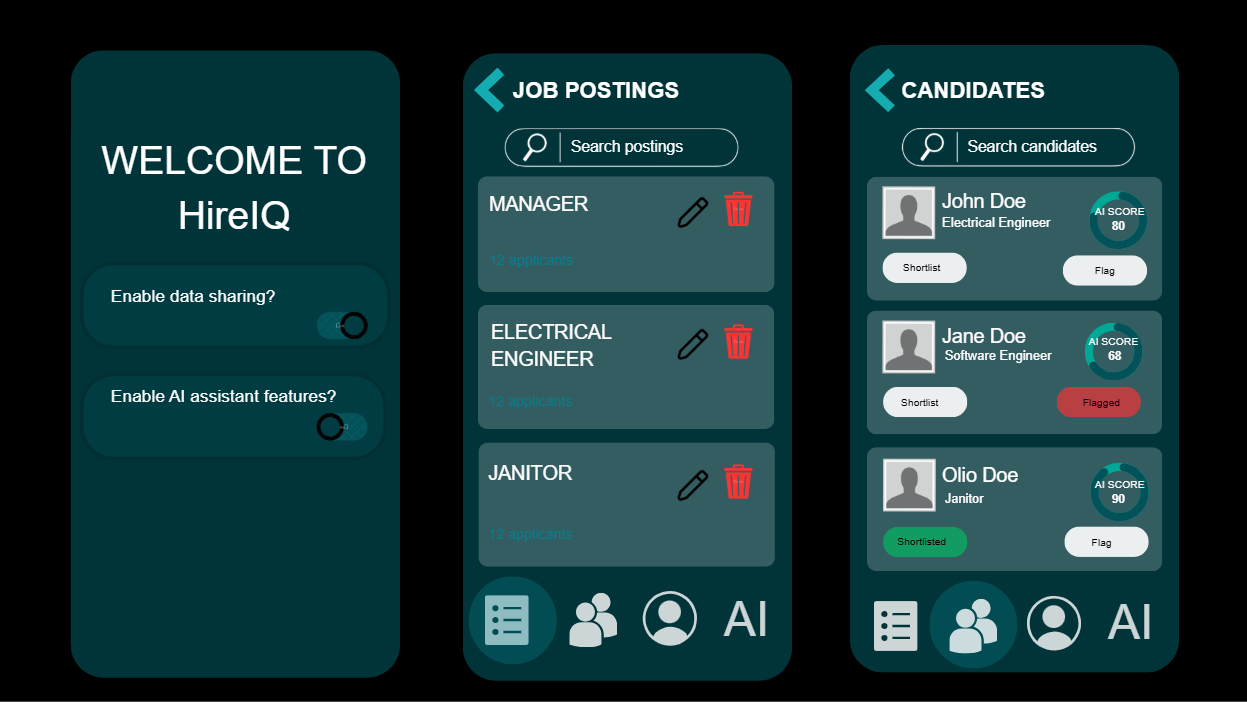 WELCOME TO
HireIQ
Enable data sharing?
Enable AI assistant features?
JOB POSTINGS
Search postings
MANAGER
12 applicants
ELECTRICAL
ENGINEER
12 applicants
JANITOR
12 applicants
AI
CANDIDATES
Search candidates
John Doe
Electrical Engineer
AI SCORE
80
Shortlist
Flag
Jane Doe
Software Engineer
AI SCORE
68
Shortlist
Flagged
Olio Doe
Janitor
AI SCORE
90
Shortlisted
Flag
AI